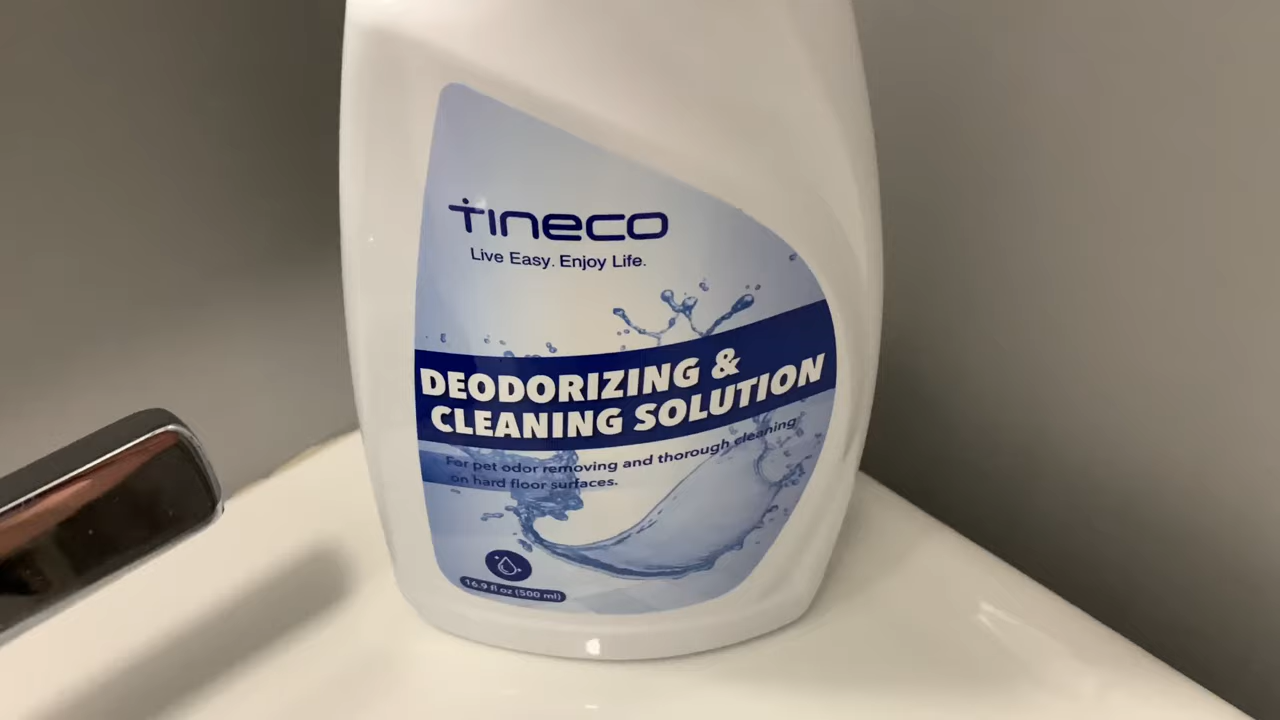 Tineco
Live Easy. Enjoy Life.
DEODORIZING &
CLEANING SOLUTION
For pet odor removing and thorough cleaning
on hard floor surfaces.
16.9 fl oz (500 ml)